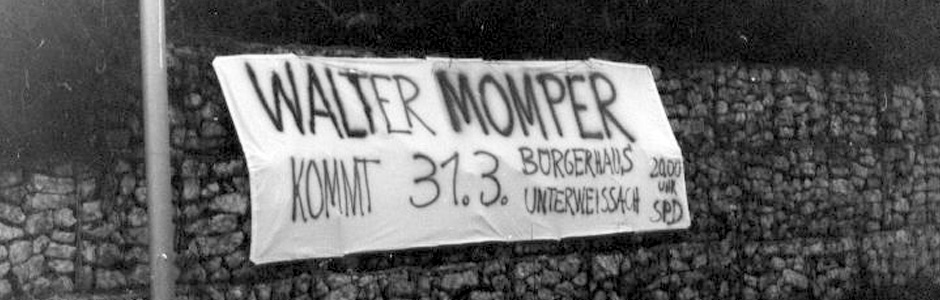 WALTER MOMPER
KOMMT 31.3. BÜRGERHAUS
UNTERWEISSACH
20.00
UHR
SPD